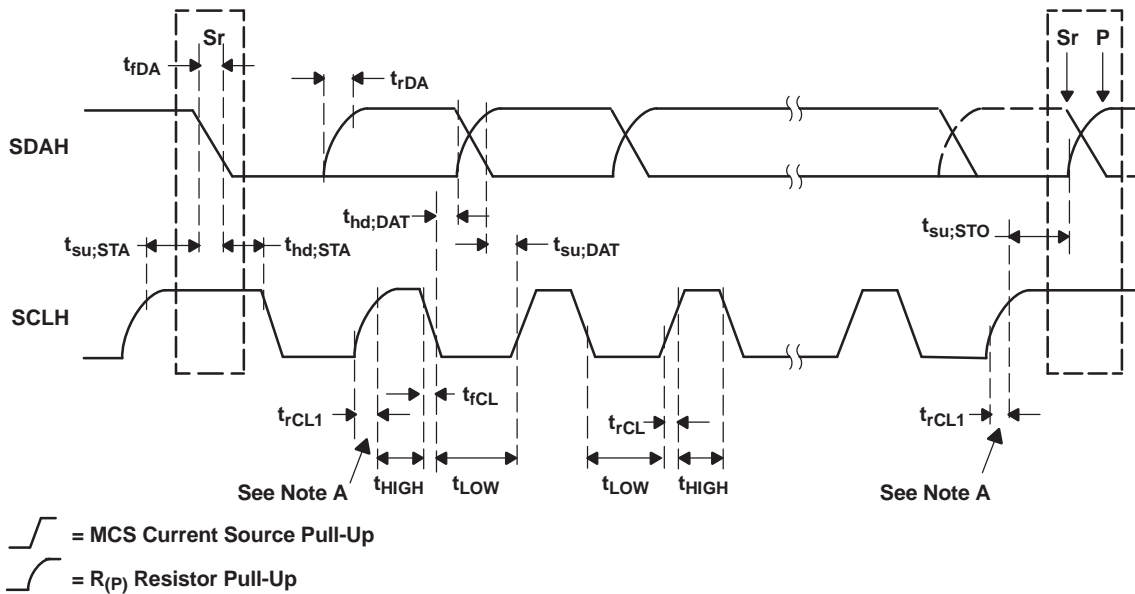 Sr
Sr P
tfDA
trDA
SDAH
thd;DAT
tsu;STA
thd;STA
tsu;DAT
tsu;STO
SCLH
tfCL
trCL1
trCL
trCL1
tHIGH
tLOW
tLOW
tHIGH
See Note A
See Note A
= MCS Current Source Pull-Up
= R(P) Resistor Pull-Up